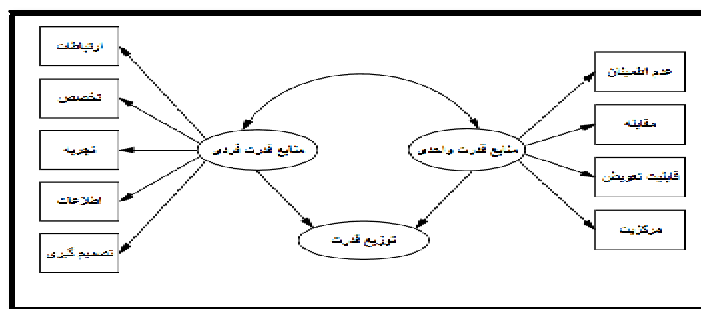 ارتباطات
تخصص
تجربه
اطلاعات
تصمیم گیری
منابع قدرت فردی
منابع قدرت واحدی
توزیع قدرت
عدم اطمینان
مقابله
قابلیت تعویض
مرکزیت